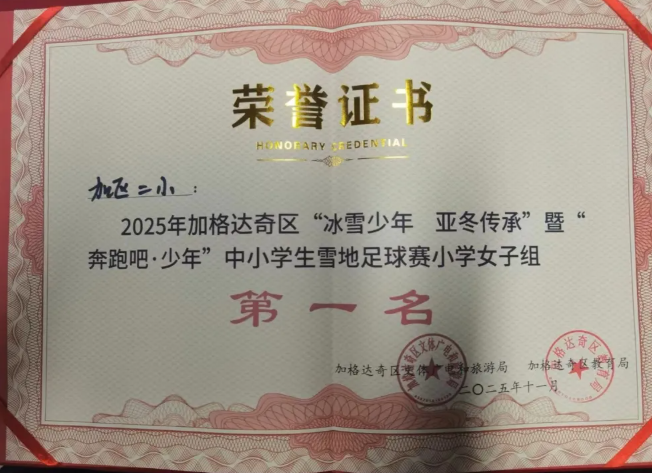 荣誉证书
HONORARY CREDENTIAL
加区二小：
2025年加格达奇区“冰雪少年 亚冬传承”暨“
奔跑吧·少年”中小学生雪地足球赛小学女子组
第一名
加格达奇区文体广电和旅游局 加格达奇区教育局
二〇二五年十一月